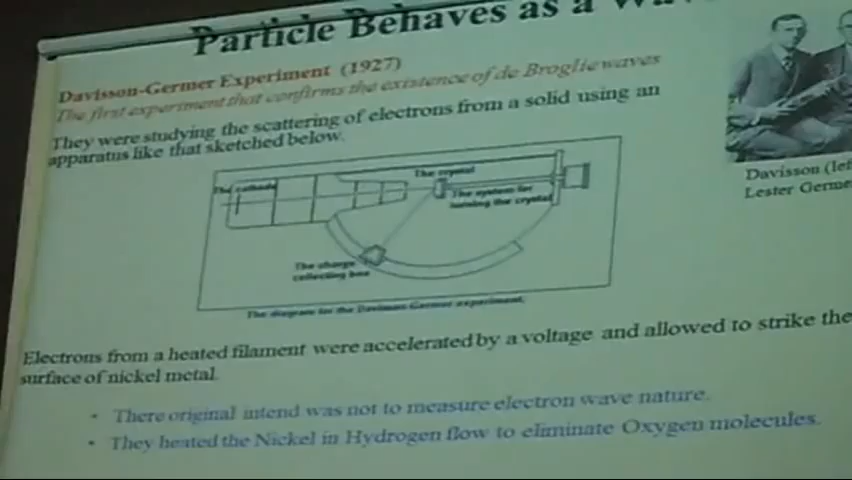 Particle Behaves as a Wav
Davisson-Germer Experiment (1927)
The first experiment that confirms the existence of de Broglie waves
They were studying the scattering of electrons from a solid using an
apparatus like that sketched below.
The cathode
The crystal
The system for
turning the crystal
The charge
collecting box
The diagram for the Davisson-Germer experiment.
Davisson (lef
Lester Germe
Electrons from a heated filament were accelerated by a voltage and allowed to strike the
surface of nickel metal.
• There original intend was not to measure electron wave nature.
• They heated the Nickel in Hydrogen flow to eliminate Oxygen molecules.